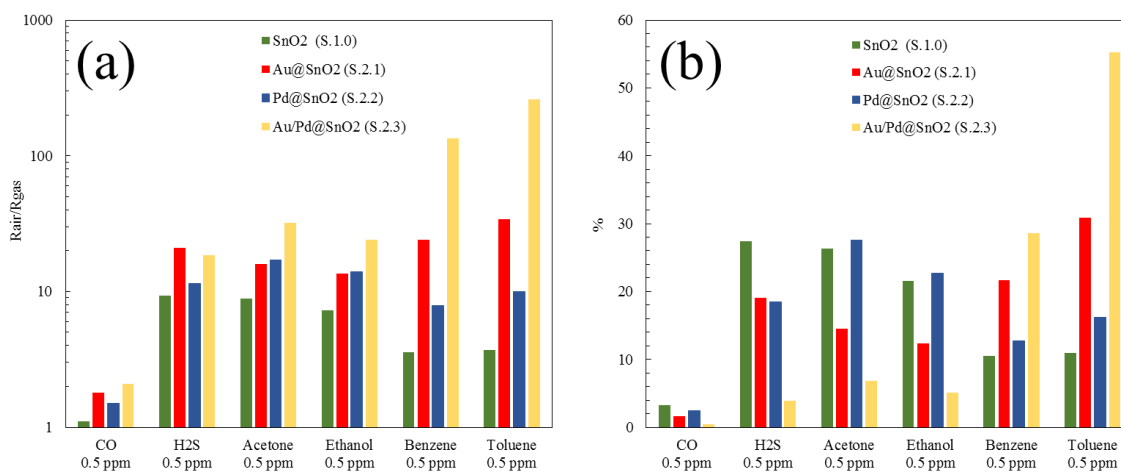 (a)
SnO2 (S.1.0)
Au@SnO2 (S.2.1)
Pd@SnO2 (S.2.2)
Au/Pd@SnO2 (S.2.3)
Rair/Rgas
1000
100
10
1
CO H2S Acetone Ethanol Benzene Toluene
0.5 ppm 0.5 ppm 0.5 ppm 0.5 ppm 0.5 ppm 0.5 ppm
(b)
SnO2 (S.1.0)
Au@SnO2 (S.2.1)
Pd@SnO2 (S.2.2)
Au/Pd@SnO2 (S.2.3)
%
60
50
40
30
20
10
0
CO H2S Acetone Ethanol Benzene Toluene
0.5 ppm 0.5 ppm 0.5 ppm 0.5 ppm 0.5 ppm 0.5 ppm